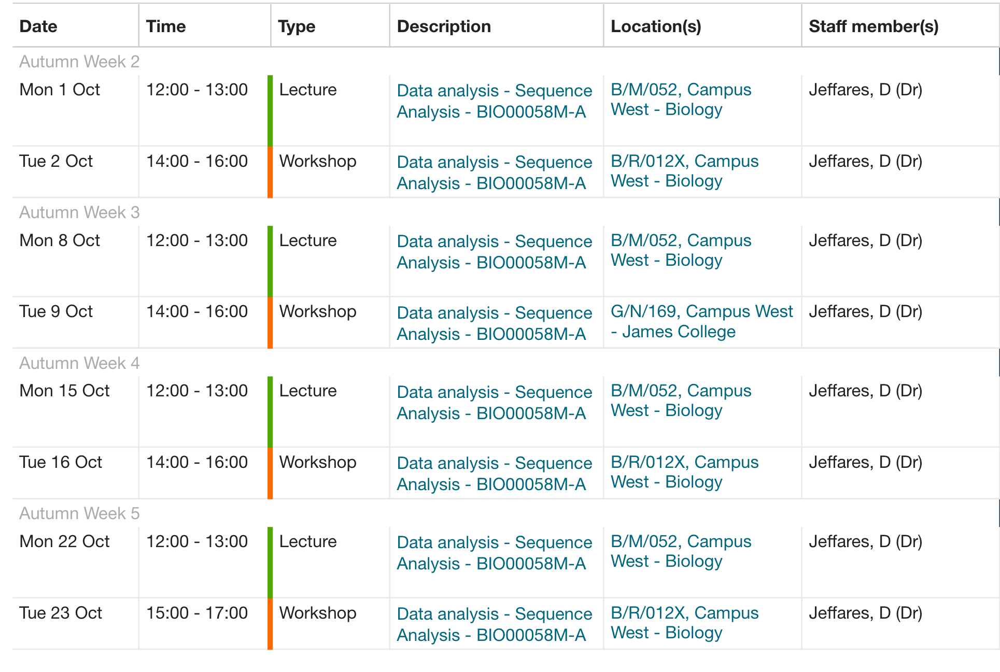 Date Time Type Description Location(s) Staff member(s)
Autumn Week 2
Mon 1 Oct 12:00 - 13:00 Lecture Data analysis - Sequence B/M/052, Campus Jeffares, D (Dr)
Analysis - BIO00058M-A West - Biology
Tue 2 Oct 14:00 - 16:00 Workshop Data analysis - Sequence B/R/012X, Campus Jeffares, D (Dr)
Analysis - BIO00058M-A West - Biology
Autumn Week 3
Mon 8 Oct 12:00 - 13:00 Lecture Data analysis - Sequence B/M/052, Campus Jeffares, D (Dr)
Analysis - BIO00058M-A West - Biology
Tue 9 Oct 14:00 - 16:00 Workshop Data analysis - Sequence G/N/169, Campus West Jeffares, D (Dr)
Analysis - BIO00058M-A - James College
Autumn Week 4
Mon 15 Oct 12:00 - 13:00 Lecture Data analysis - Sequence B/M/052, Campus Jeffares, D (Dr)
Analysis - BIO00058M-A West - Biology
Tue 16 Oct 14:00 - 16:00 Workshop Data analysis - Sequence B/R/012X, Campus Jeffares, D (Dr)
Analysis - BIO00058M-A West - Biology
Autumn Week 5
Mon 22 Oct 12:00 - 13:00 Lecture Data analysis - Sequence B/M/052, Campus Jeffares, D (Dr)
Analysis - BIO00058M-A West - Biology
Tue 23 Oct 15:00 - 17:00 Workshop Data analysis - Sequence B/R/012X, Campus Jeffares, D (Dr)
Analysis - BIO00058M-A West - Biology